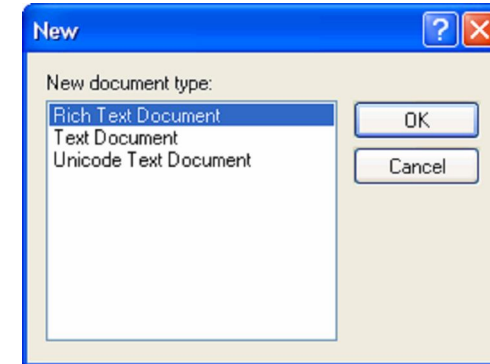 New
New document type:
Rich Text Document
Text Document
Unicode Text Document
OK
Cancel